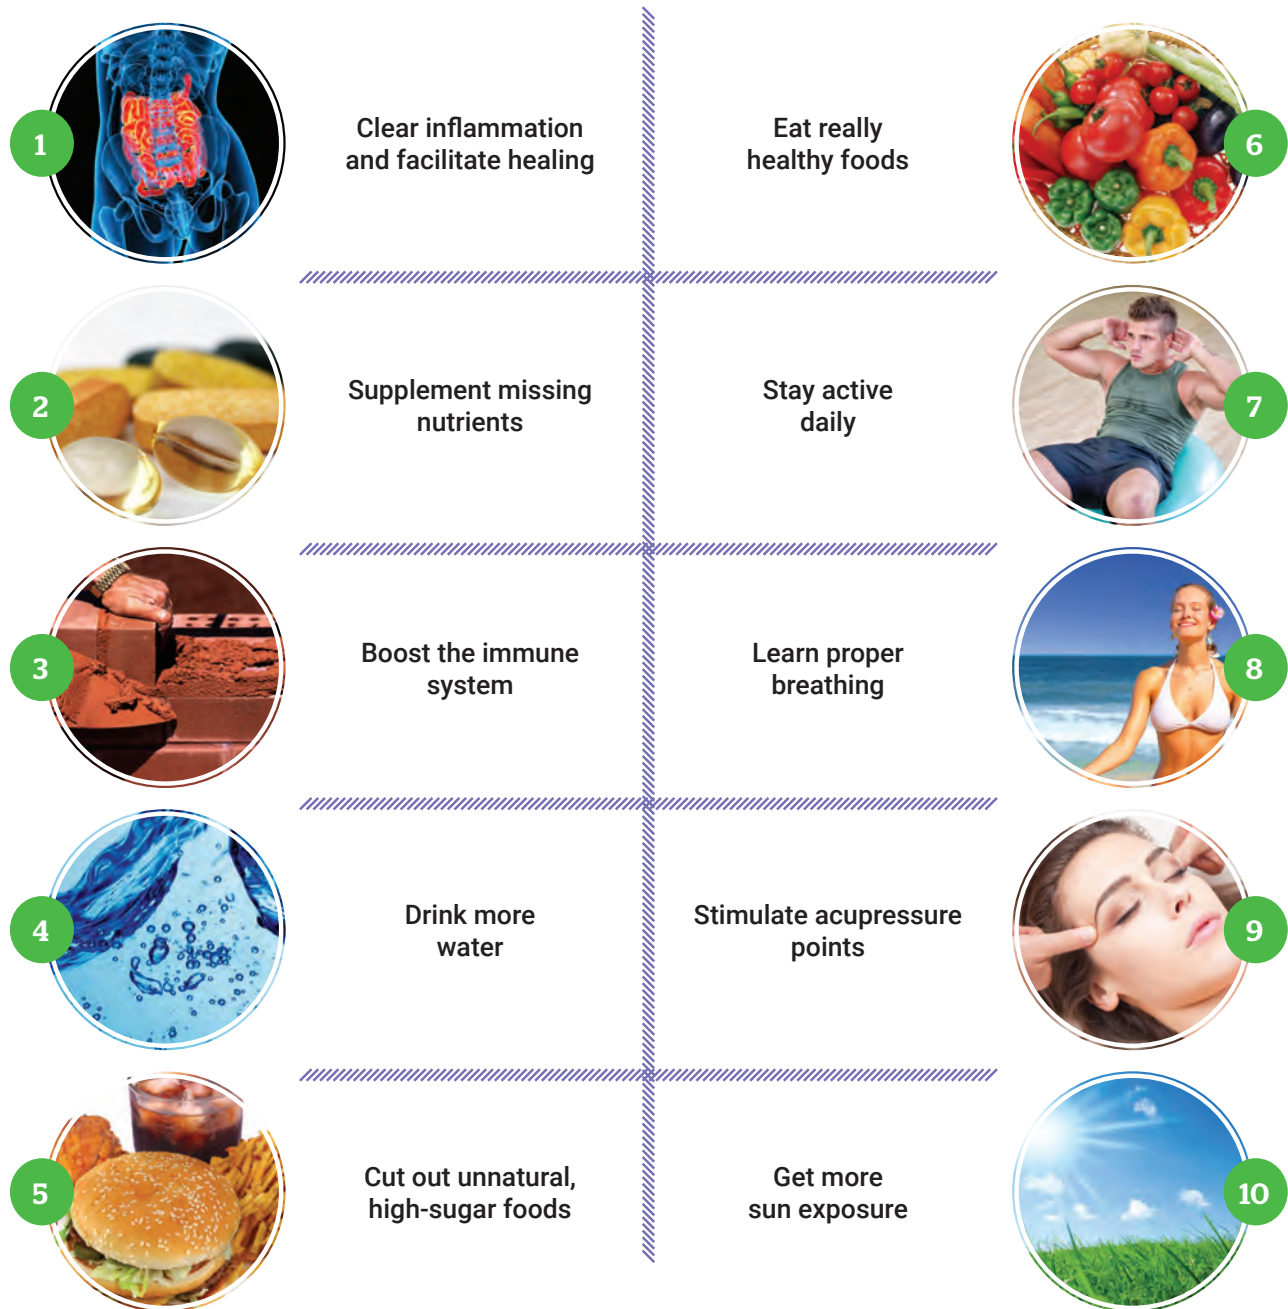 1
Clear inflammation
and facilitate healing
2
Supplement missing
nutrients
3
Boost the immune
system
4
Drink more
water
5
Cut out unnatural,
high-sugar foods
6
Eat really
healthy foods
7
Stay active
daily
8
Learn proper
breathing
9
Stimulate acupressure
points
10
Get more
sun exposure